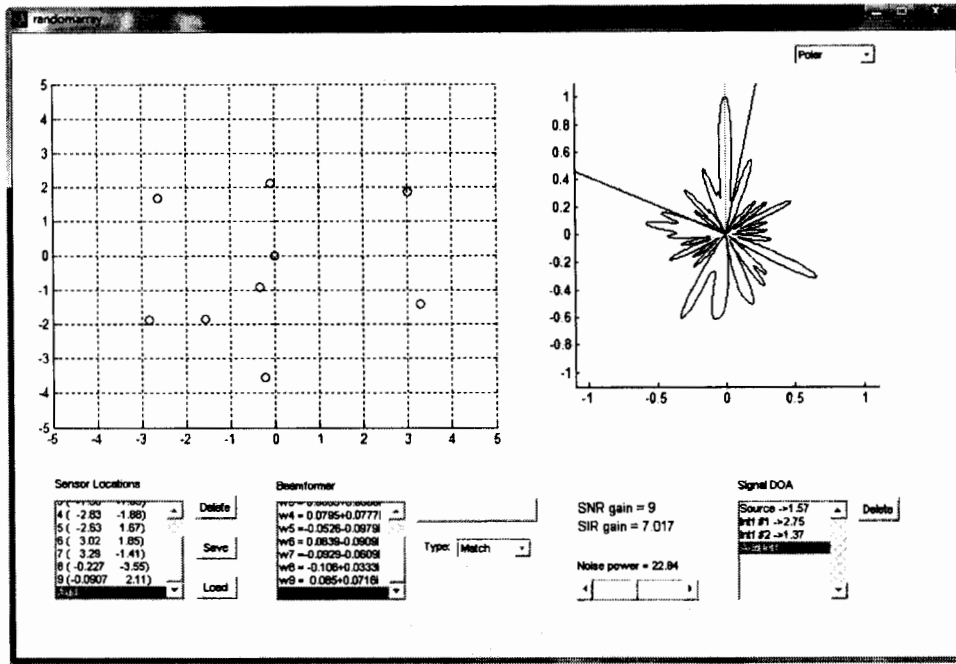 randomarray
Polar
5
4
3
2
1
0
-1
-2
-3
-4
-5
-5 -4 -3 -2 -1 0 1 2 3 4 5
1
0.8
0.6
0.4
0.2
0
-0.2
-0.4
-0.6
-0.8
-1
-1 -0.5 0 0.5 1
Sensor Locations
4 ( -2.83 -1.88)
5 ( -2.63 1.67)
6 ( 3.02 1.85)
7 ( 3.29 -1.41)
8 ( -0.227 -3.55)
9 (-0.0907 2.11)
Add
Delete
Save
Load
Beamformer
w4 = 0.0795+0.0777i
w5 =-0.0526-0.0979i
w6 = 0.0639-0.0909i
w7 =-0.0929-0.0609i
w8 = -0.106+0.0333i
w9 = 0.085+0.0716i
Type: Match
SNR gain = 9
SIR gain = 7.017
Noise power = 22.84
Signal DOA
Source ->1.57
Int1 #1 ->2.75
Int1 #2 ->1.37
Delete